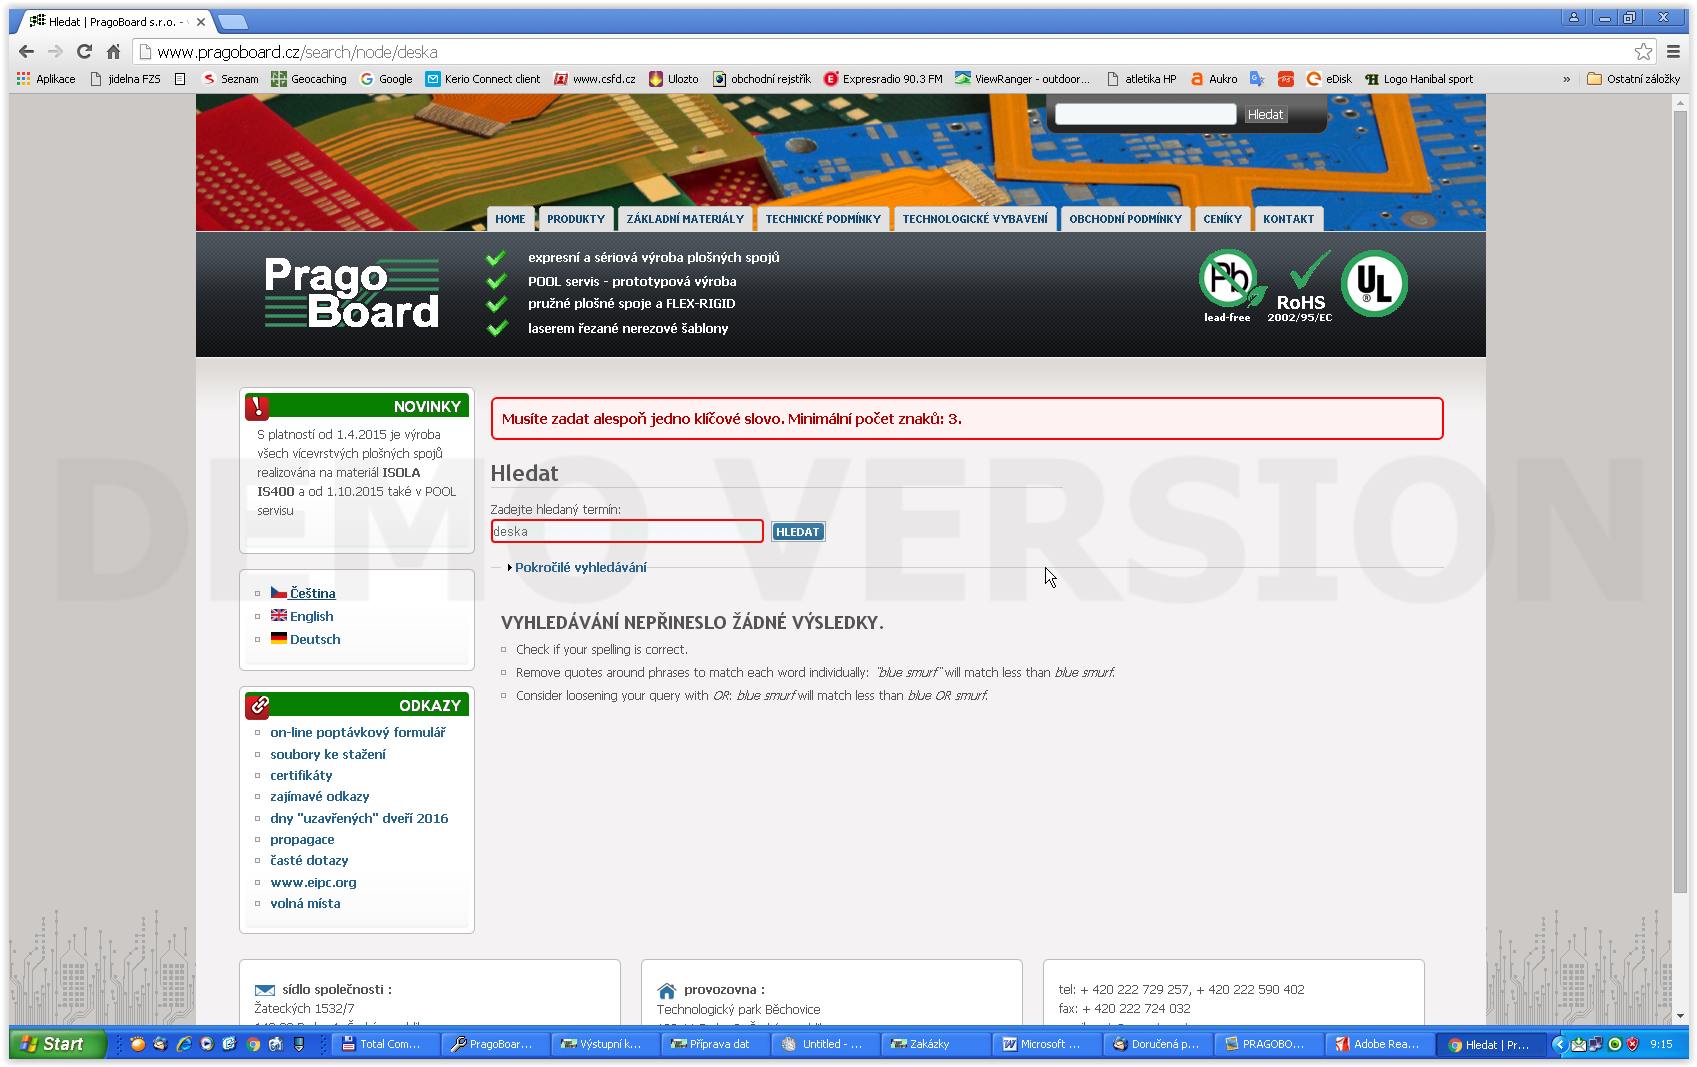 Hledat | PragoBoard s.r.o. -
www.pragoboard.cz/search/node/deska
Aplikace
jidelna FZS
Seznam
Geocaching
Google
Kerio Connect client
www.csfd.cz
Ulozto
obchodní rejstřík
Expresradio 90.3 FM
ViewRanger - outdoor...
atletika HP
Aukro
eDisk
Logo Hanibal sport
»
Ostatní záložky
Hledat
HOME
PRODUKTY
ZÁKLADNÍ MATERIÁLY
TECHNICKÉ PODMÍNKY
TECHNOLOGICKÉ VYBAVENÍ
OBCHODNÍ PODMÍNKY
CENÍKY
KONTAKT
Prago
Board
expresní a sériová výroba plošných spojů
POOL servis - prototypová výroba
pružné plošné spoje a FLEX-RIGID
laserem řezané nerezové šablony
Pb
lead-free
RoHS
2002/95/EC
UL
®
NOVINKY
S platností od 1.4.2015 je výroba
všech vícevrstvých plošných spojů
realizována na materiál ISOLA
IS400 a od 1.10.2015 také v POOL
servisu
Čeština
English
Deutsch
ODKAZY
on-line poptávkový formulář
soubory ke stažení
certifikáty
zajímavé odkazy
dny "uzavřených" dveří 2016
propagace
časté dotazy
www.eipc.org
volná místa
Musíte zadat alespoň jedno klíčové slovo. Minimální počet znaků: 3.
Hledat
Zadejte hledaný termín:
deska
HLEDAT
Pokročilé vyhledávání
VYHLEDÁVÁNÍ NEPŘINESLO ŽÁDNÉ VÝSLEDKY.
Check if your spelling is correct.
Remove quotes around phrases to match each word individually: "blue smurf" will match less than blue smurf.
Consider loosening your query with OR: blue smurf will match less than blue OR smurf.
DEMO VERSION
sídlo společnosti :
Žateckých 1532/7
provozovna :
Technologický park Běchovice
tel: + 420 222 729 257, + 420 222 590 402
fax: + 420 222 724 032
Start
Total Com...
PragoBoar...
Výstupní k...
Příprava dat
Untitled - ...
Zakázky
Microsoft ...
Doručená p...
PRAGOBO...
Adobe Rea...
Hledat | Pr...
9:15